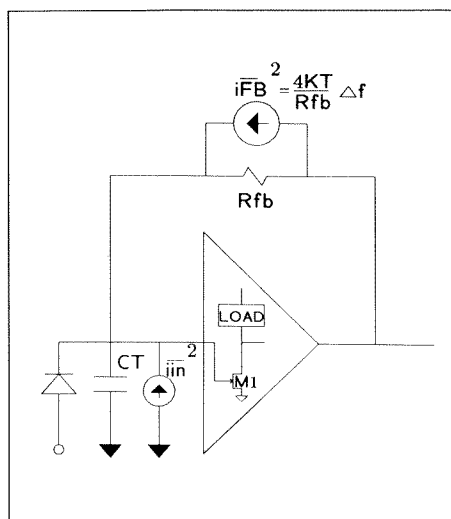 iFB² = 4KT/Rfb △f
Rfb
LOAD
CT
iin²
M1